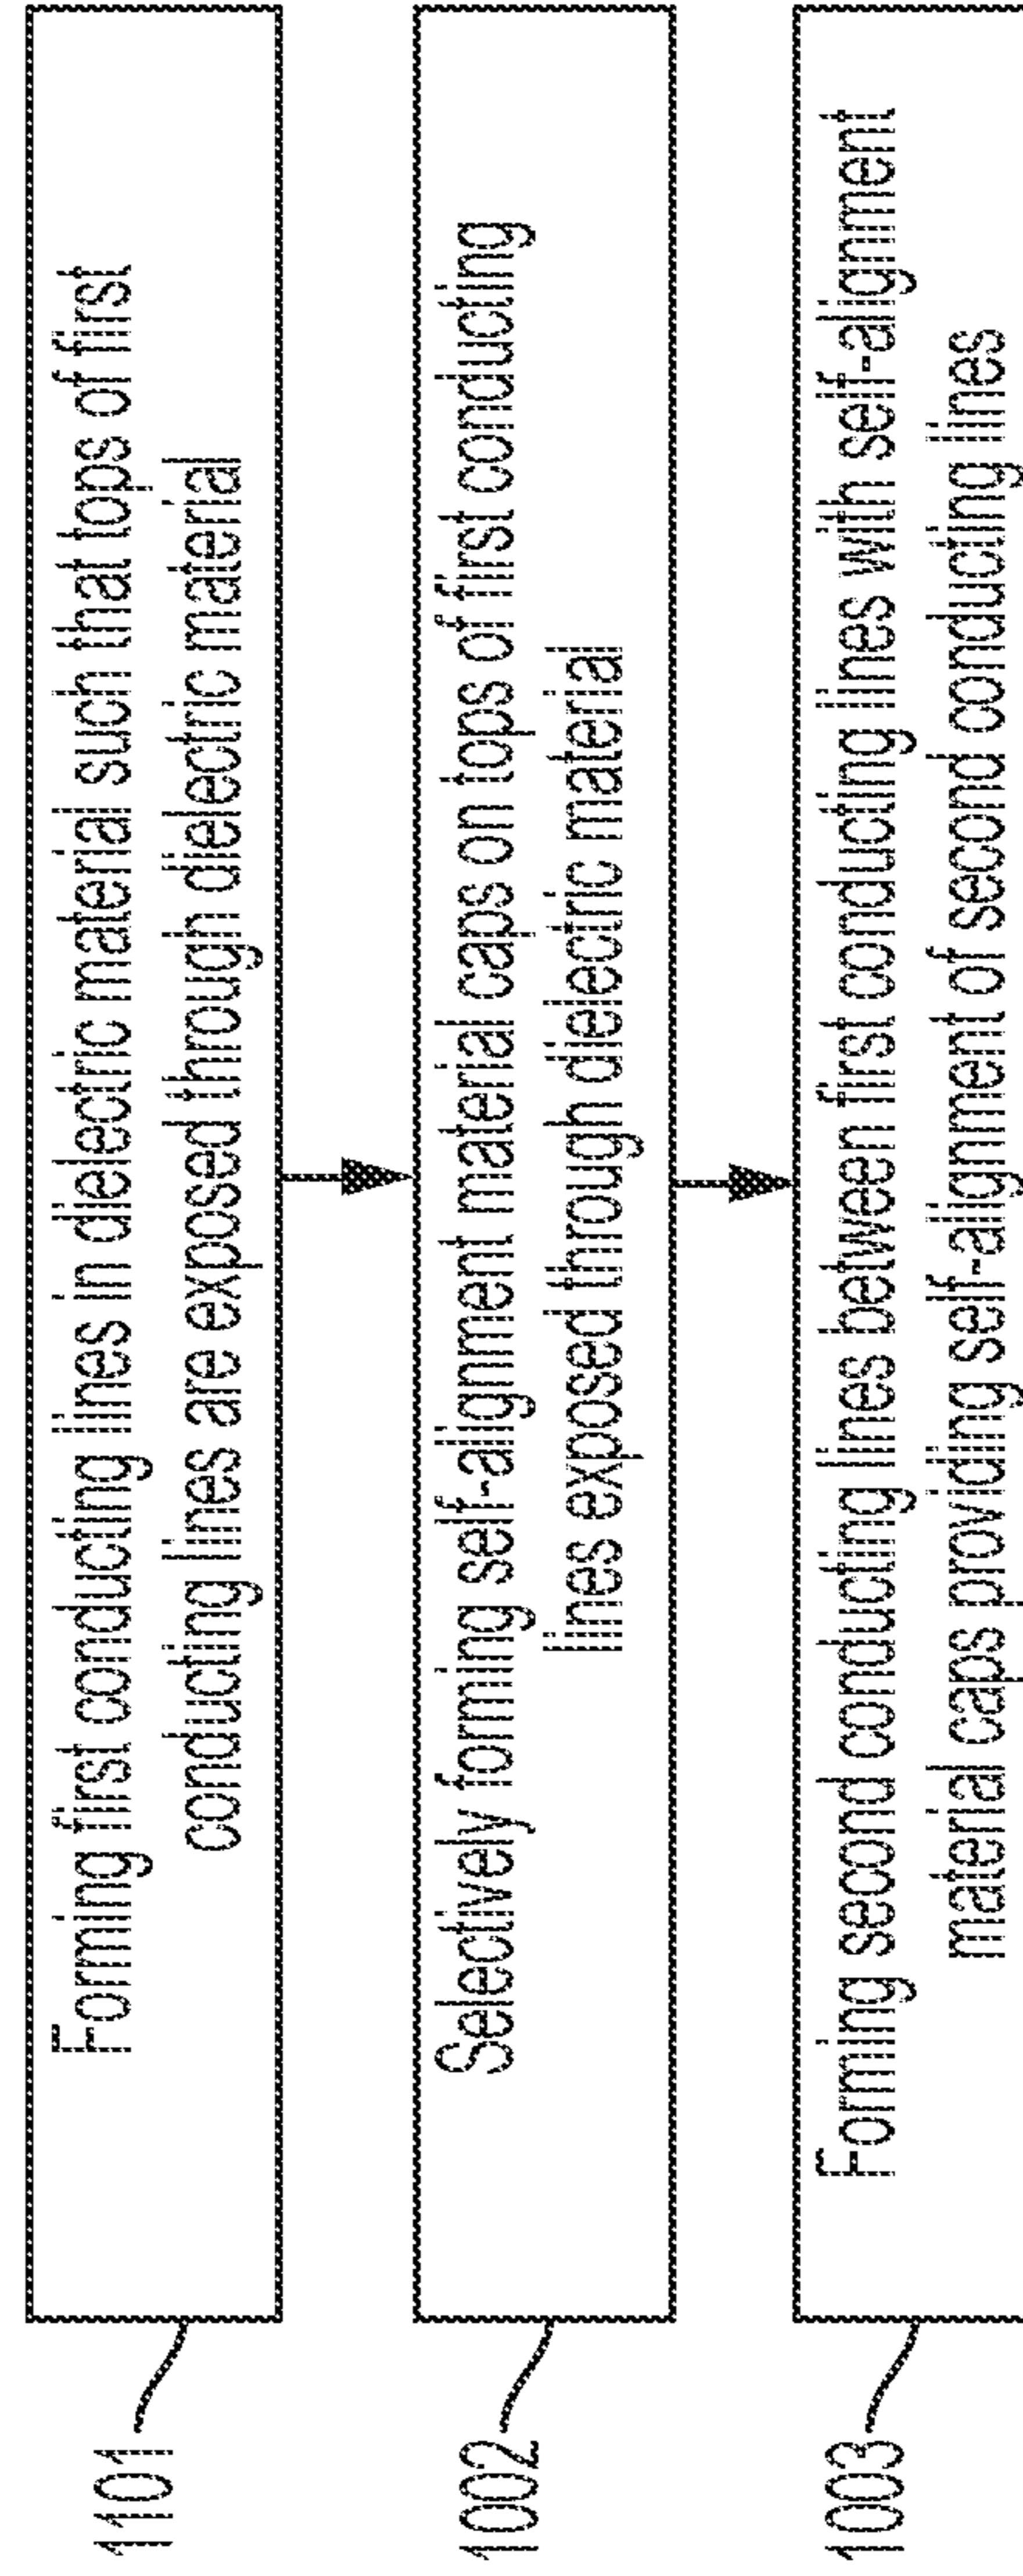 1101
Forming first conducting lines in dielectric material such that tops of first
conducting lines are exposed through dielectric material
1002
Selectively forming self-alignment material caps on tops of first conducting
lines exposed through dielectric material
1003
Forming second conducting lines between first conducting lines with self-alignment
material caps providing self-alignment of second conducting lines